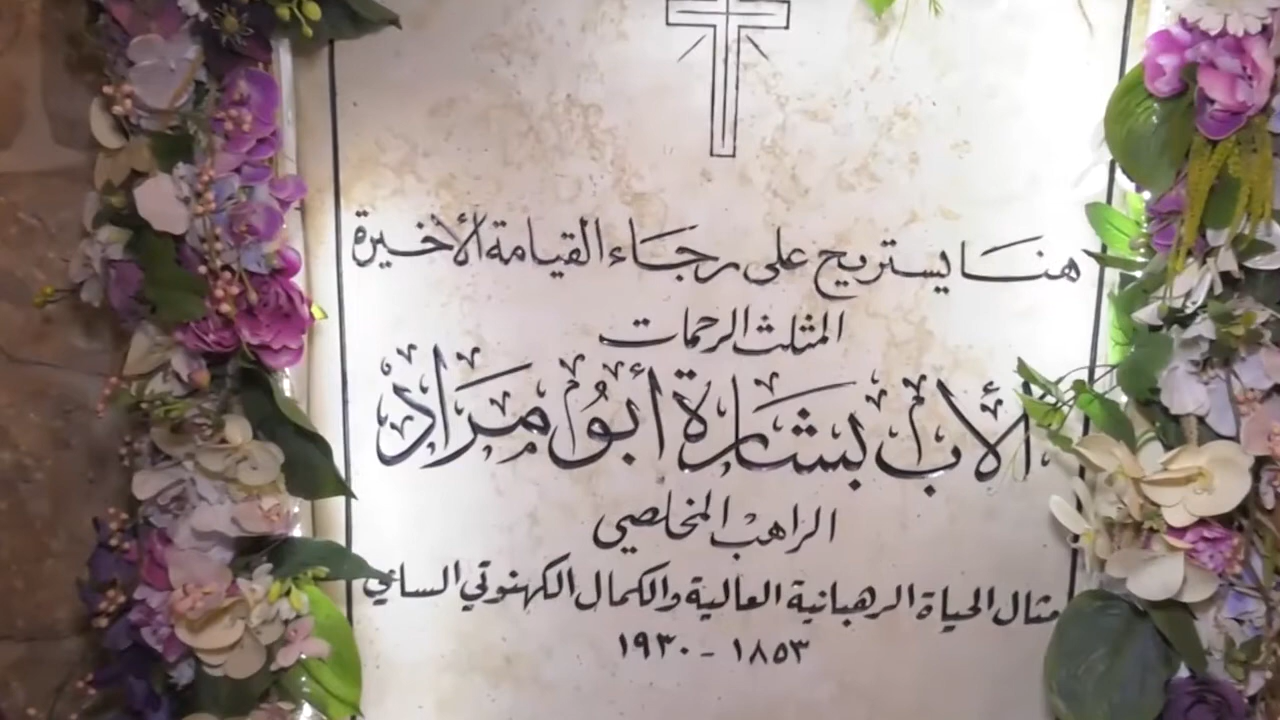 هنا يستريح على رجاء القيامة الأخيرة
المثلث الرحمات
الأب بشارة أبو مراد
الراهب المخلصي
مثال الحياة الرهبانية العالية والكمال الكهنوتي السامي
١٨٥٣ - ١٩٣٠